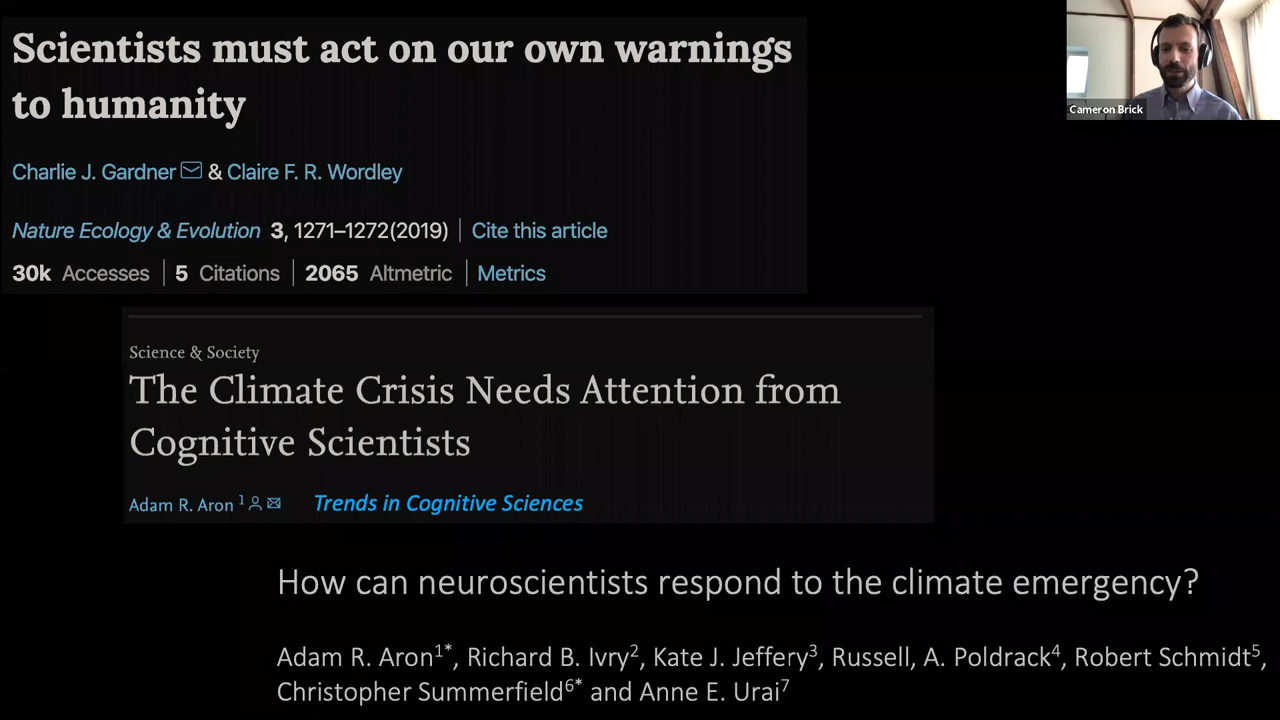 Scientists must act on our own warnings
to humanity
Cameron Brick
Charlie J. Gardner & Claire F. R. Wordley
Nature Ecology & Evolution 3, 1271–1272(2019) | Cite this article
30k Accesses | 5 Citations | 2065 Altmetric | Metrics
Science & Society
The Climate Crisis Needs Attention from
Cognitive Scientists
Adam R. Aron 1 Trends in Cognitive Sciences
How can neuroscientists respond to the climate emergency?
Adam R. Aron1*, Richard B. Ivry2, Kate J. Jeffery3, Russell, A. Poldrack4, Robert Schmidt5,
Christopher Summerfield6* and Anne E. Urai7